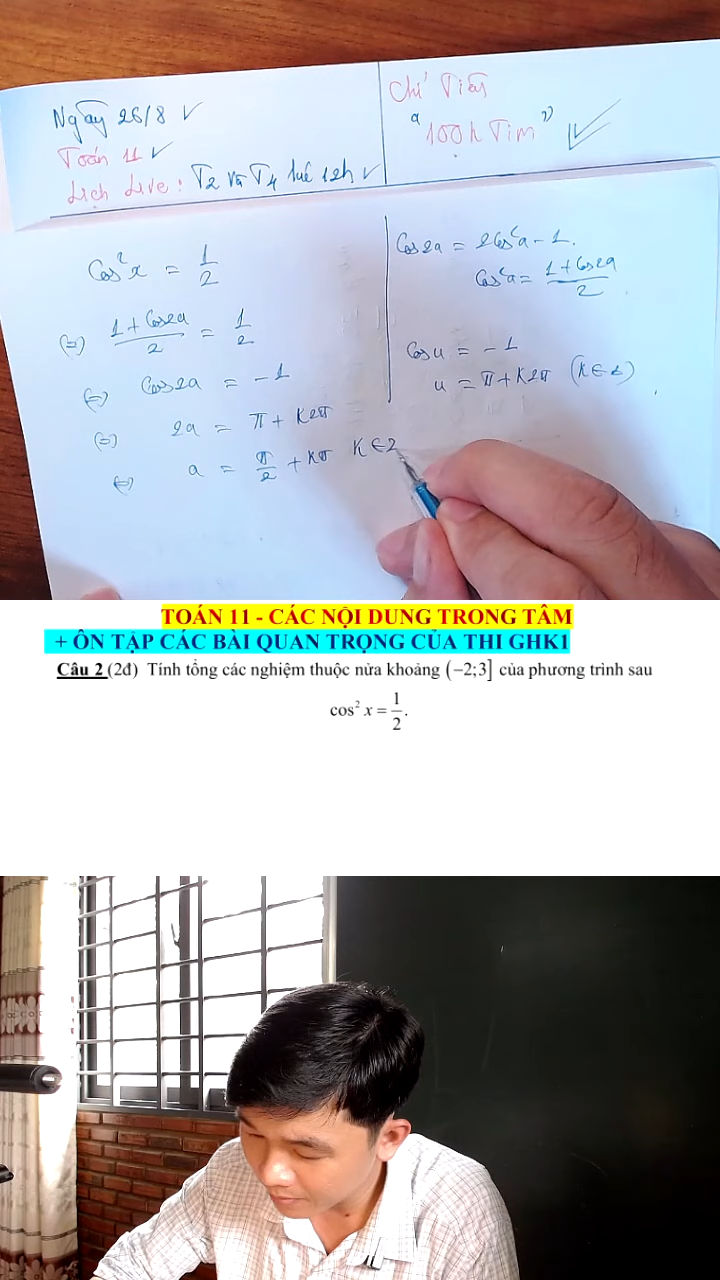 Ngày 26/8 ✓
Toán 11 ✓
Lịch Live: T2 và T4 lúc 12h ✓
Chỉ Tiêu
"100k Tim" ✓
Cos²x = 1/2
(=) (1 + Cos2a)/2 = 1/2
(=) Cos2a = -1
(=) 2a = π + K2π
(=) a = π/2 + Kπ K ∈ Z
Cos2a = 2Cos²a - 1.
Cos²a = (1 + Cos2a)/2
Cosu = -1
u = π + K2π (K ∈ Z)
TOÁN 11 - CÁC NỘI DUNG TRONG TÂM
+ ÔN TẬP CÁC BÀI QUAN TRỌNG CỦA THI GHK1
Câu 2 (2đ) Tính tổng các nghiệm thuộc nửa khoảng (−2;3] của phương trình sau
cos² x = 1/2.